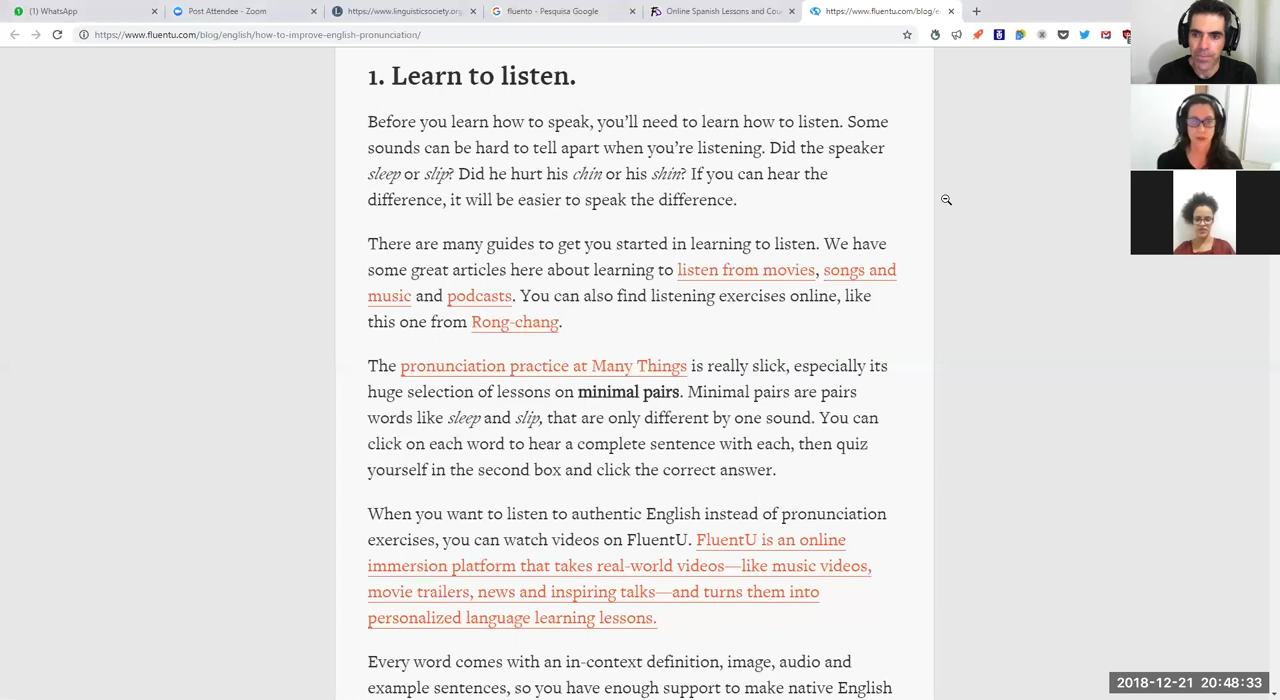 (1) WhatsApp
Post Attendee - Zoom
https://www.linguisticsociety.org
fluento - Pesquisa Google
Online Spanish Lessons and Cou
https://www.fluentu.com/blog/e
https://www.fluentu.com/blog/english/how-to-improve-english-pronunciation/
1. Learn to listen.
Before you learn how to speak, you’ll need to learn how to listen. Some
sounds can be hard to tell apart when you’re listening. Did the speaker
sleep or slip? Did he hurt his chin or his shin? If you can hear the
difference, it will be easier to speak the difference.
There are many guides to get you started in learning to listen. We have
some great articles here about learning to listen from movies, songs and
music and podcasts. You can also find listening exercises online, like
this one from Rong-chang.
The pronunciation practice at Many Things is really slick, especially its
huge selection of lessons on minimal pairs. Minimal pairs are pairs
words like sleep and slip, that are only different by one sound. You can
click on each word to hear a complete sentence with each, then quiz
yourself in the second box and click the correct answer.
When you want to listen to authentic English instead of pronunciation
exercises, you can watch videos on FluentU. FluentU is an online
immersion platform that takes real-world videos—like music videos,
movie trailers, news and inspiring talks—and turns them into
personalized language learning lessons.
Every word comes with an in-context definition, image, audio and
example sentences, so you have enough support to make native English
2018-12-21 20:48:33